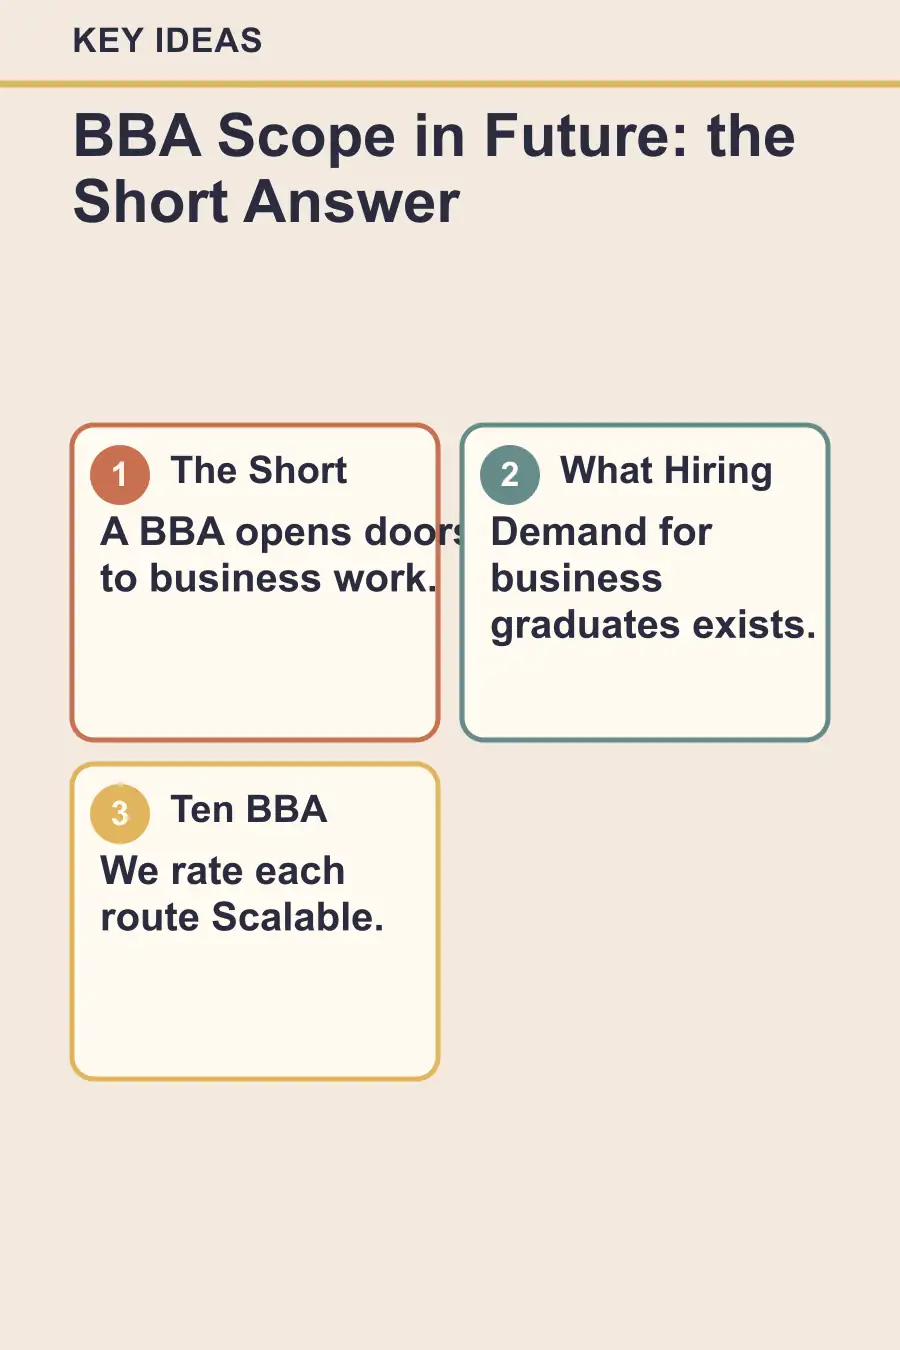 KEY IDEAS
BBA Scope in Future: the
Short Answer
1 The Short
A BBA opens doors
to business work.
2 What Hiring
Demand for
business
graduates exists.
3 Ten BBA
We rate each
route Scalable.